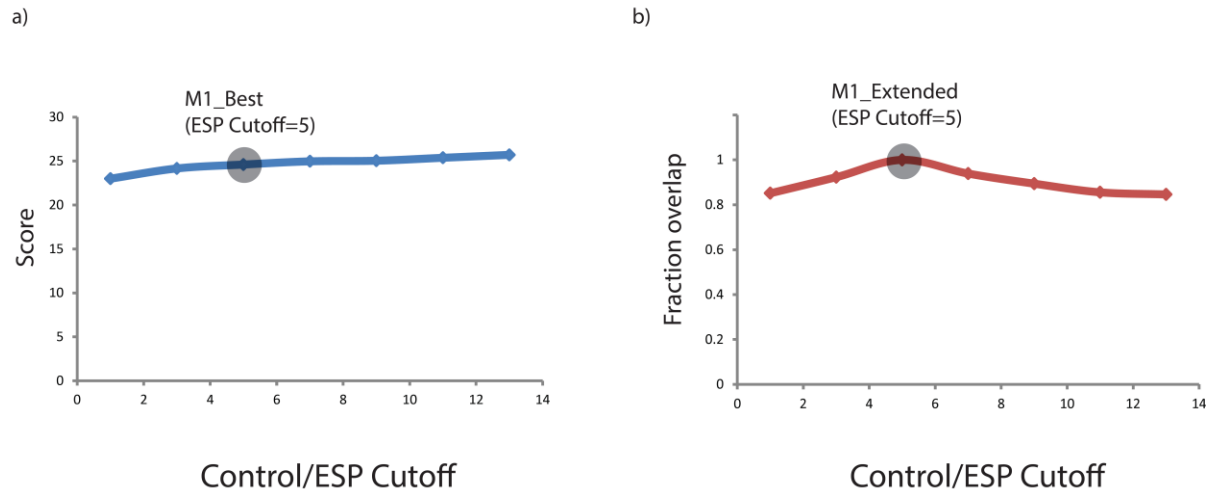 a)
M1_Best
(ESP Cutoff=5)
30
25
20
15
10
5
0
Score
0 2 4 6 8 10 12 14
Control/ESP Cutoff
b)
M1_Extended
(ESP Cutoff=5)
1
0.8
0.6
0.4
0.2
0
Fraction overlap
0 2 4 6 8 10 12 14
Control/ESP Cutoff